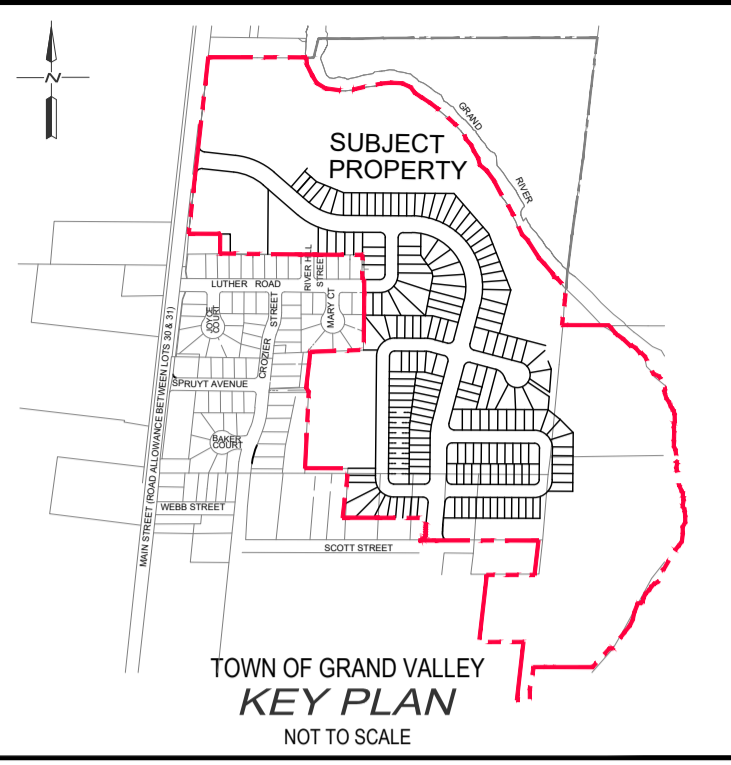 N
GRAND
RIVER
SUBJECT
PROPERTY
LUTHER ROAD
RIVER HILL
STREET
JOYCE
COURT
CROZIER
STREET
MARY CT
SPRUYT AVENUE
BAKER
COURT
WEBB STREET
SCOTT STREET
MAIN STREET (ROAD ALLOWANCE BETWEEN LOTS 30 & 31)
TOWN OF GRAND VALLEY
KEY PLAN
NOT TO SCALE